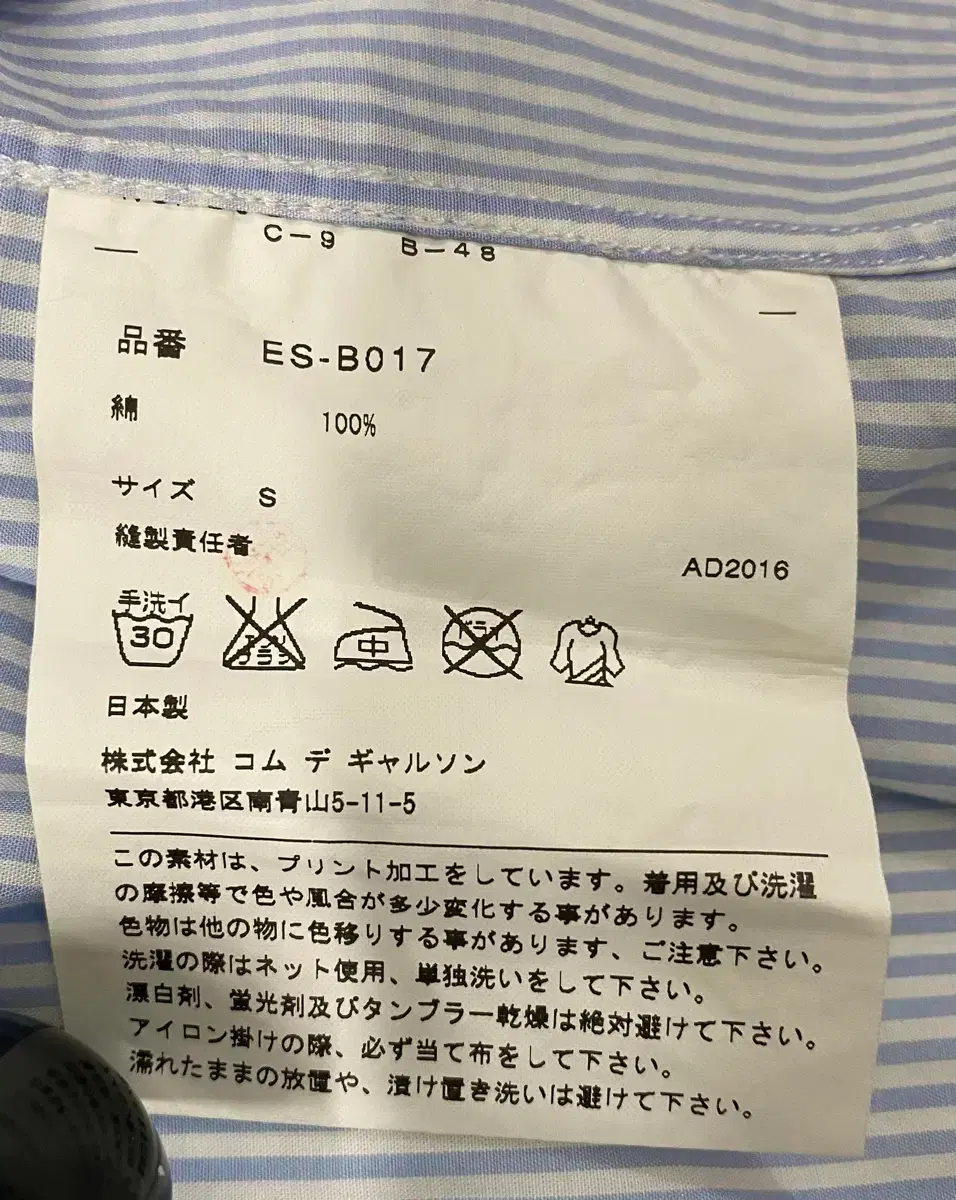 C-9 B-48
品番 ES-B017
綿 100%
サイズ S
縫製責任者
AD2016
手洗イ
30
中
日本製
株式会社 コム デ ギャルソン
東京都港区南青山5-11-5
この素材は、プリント加工をしています。着用及び洗濯
の摩擦等で色や風合が多少変化する事があります。
色物は他の物に色移りする事があります、ご注意下さい。
洗濯の際はネット使用、単独洗いをして下さい。
漂白剤、蛍光剤及びタンブラー乾燥は絶対避けて下さい。
アイロン掛けの際、必ず当て布をして下さい。
濡れたままの放置や、漬け置き洗いは避けて下さい。